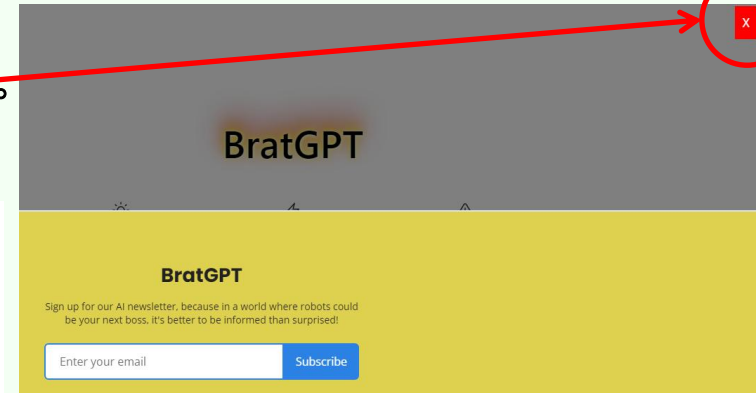 X
BratGPT
BratGPT
Sign up for our AI newsletter, because in a world where robots could
be your next boss, it's better to be informed than surprised!
Enter your email
Subscribe